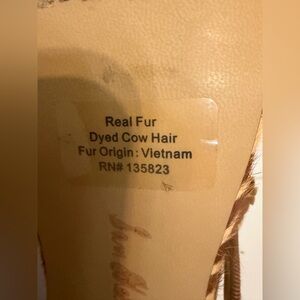 Real Fur
Dyed Cow Hair
Fur Origin: Vietnam
RN# 135823